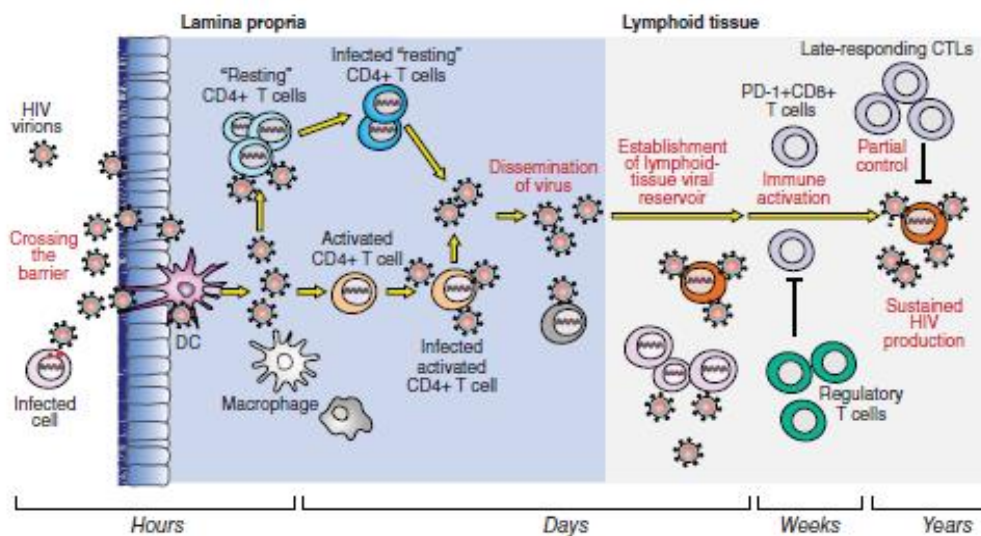 Lamina propria
Lymphoid tissue
HIV
virions
Crossing
the
barrier
Infected
cell
DC
"Resting"
CD4+ T cells
Infected "resting"
CD4+ T cells
Activated
CD4+ T cell
Infected
activated
CD4+ T cell
Macrophage
Dissemination
of virus
Establishment
of lymphoid-
tissue viral
reservoir
PD-1+CD8+
T cells
Immune
activation
Regulatory
T cells
Late-responding CTLs
Partial
control
Sustained
HIV
production
Hours
Days
Weeks
Years